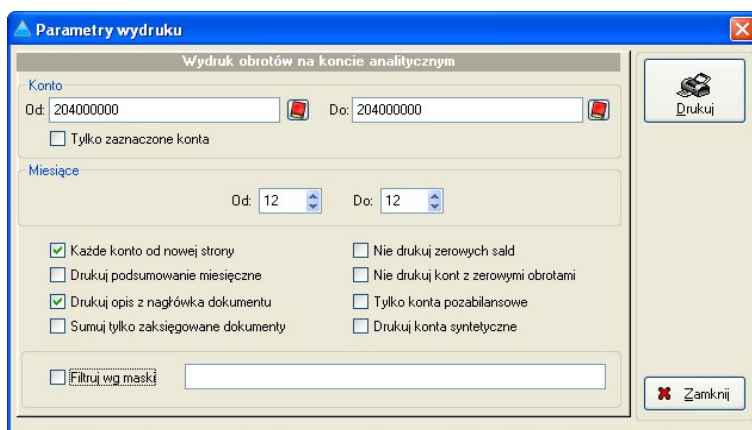 Parametry wydruku
Wydruk obrotów na koncie analitycznym
Konto
Od: 204000000 Do: 204000000
Tylko zaznaczone konta
Drukuj
Miesiące
Od: 12 Do: 12
Każde konto od nowej strony Nie drukuj zerowych sald
Drukuj podsumowanie miesięczne Nie drukuj kont z zerowymi obrotami
Drukuj opis z nagłówka dokumentu Tylko konta pozabilansowe
Sumuj tylko zaksięgowane dokumenty Drukuj konta syntetyczne
Filtruj wg maski
Zamknij